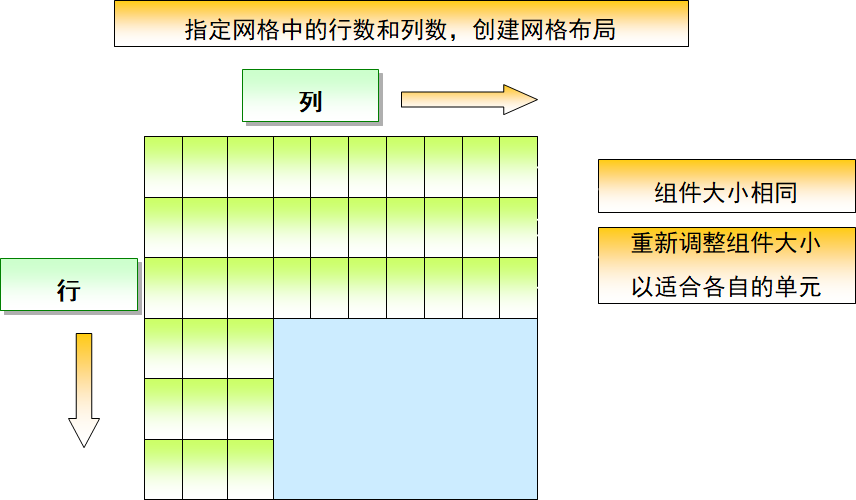 指定网格中的行数和列数，创建网格布局
列
组件大小相同
重新调整组件大小
以适合各自的单元
行